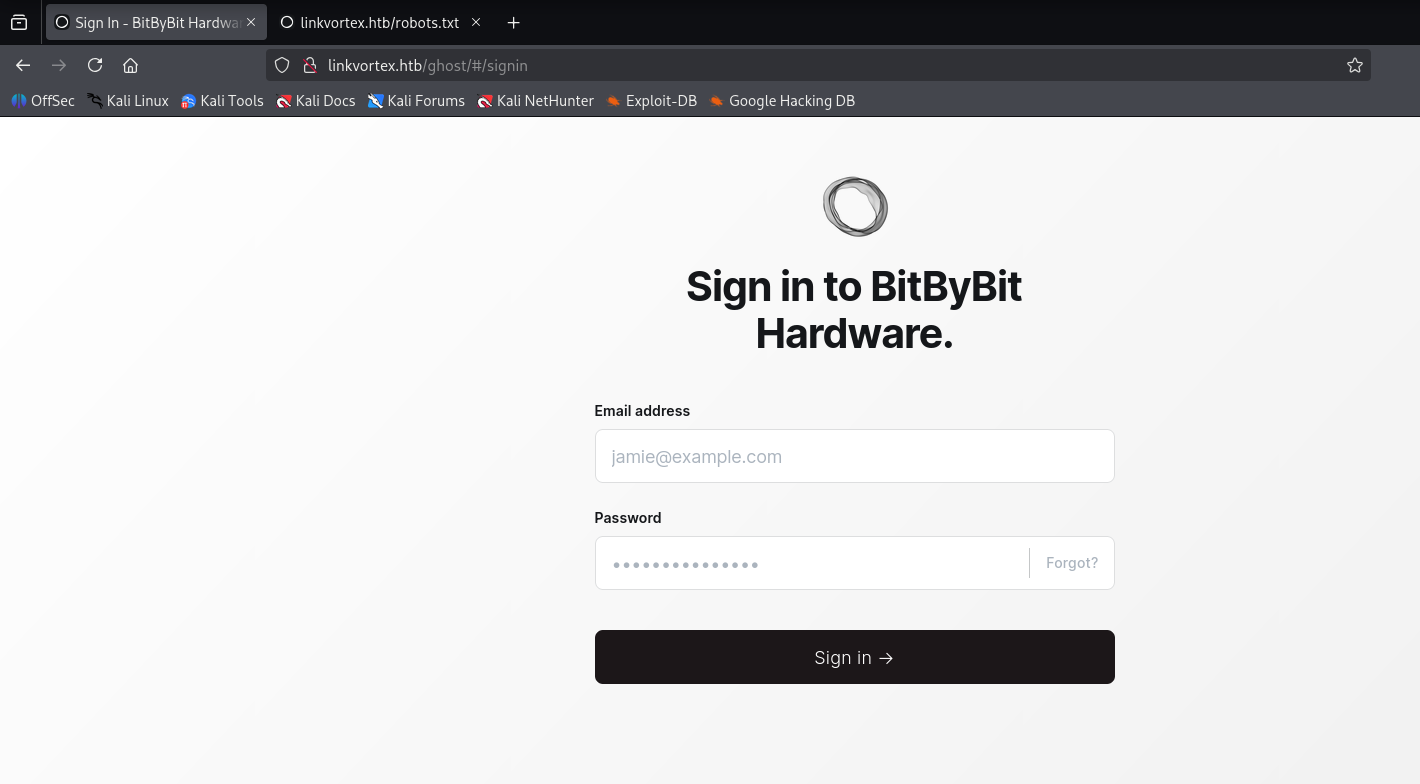 Sign In - BitByBit Hardwar
linkvortex.htb/robots.txt
linkvortex.htb/ghost/#/signin
OffSec Kali Linux Kali Tools Kali Docs Kali Forums Kali NetHunter Exploit-DB Google Hacking DB
Sign in to BitByBit
Hardware.
Email address
jamie@example.com
Password
Forgot?
Sign in →